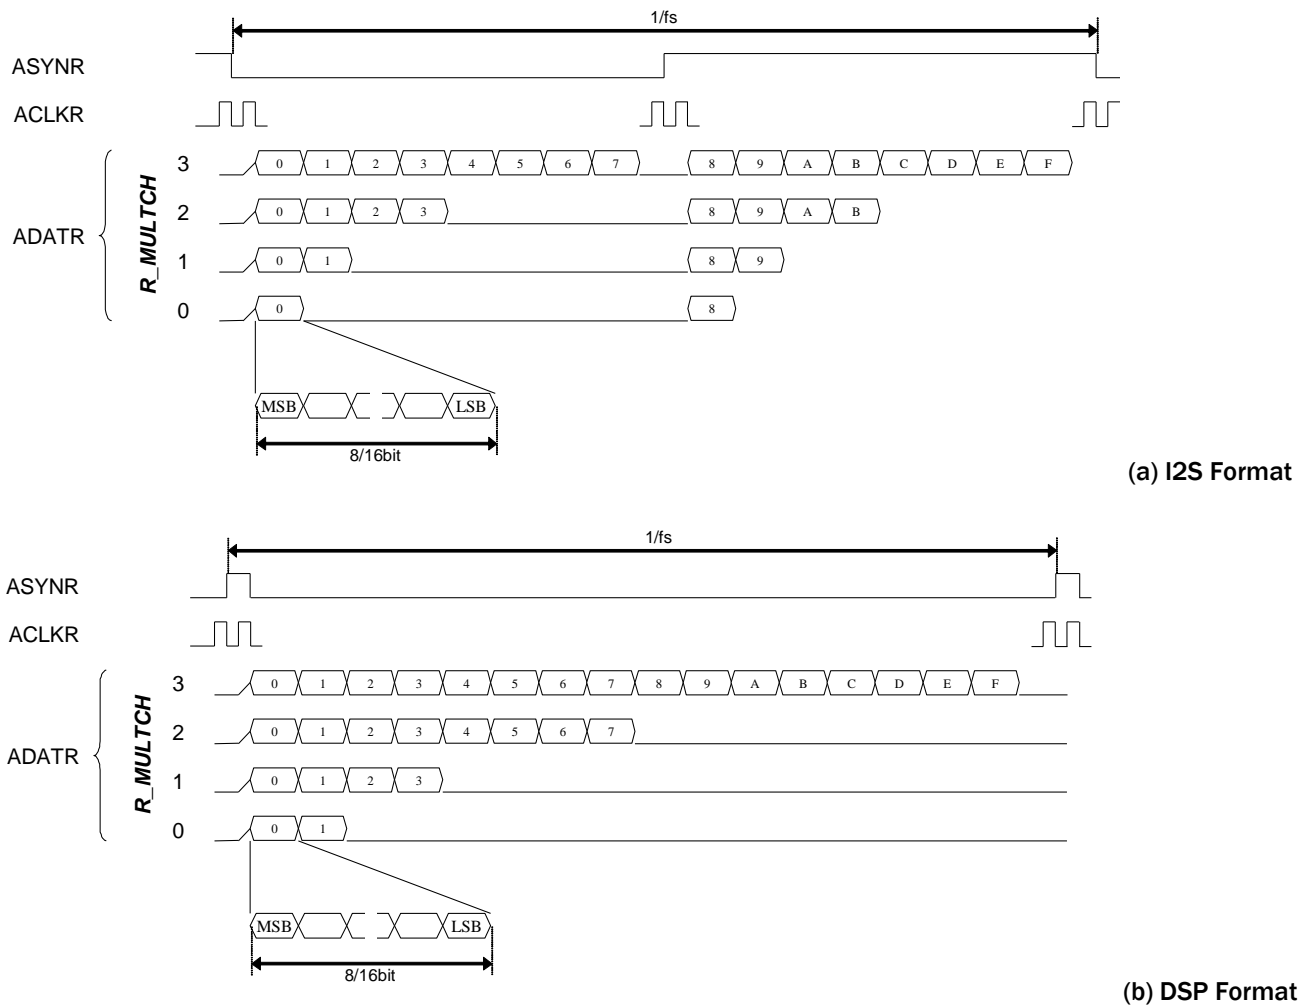 1/fs
ASYNR
ACLKR
3 0 1 2 3 4 5 6 7 8 9 A B C D E F
2 0 1 2 3 8 9 A B
ADATR R_MULTCH
1 0 1 8 9
0 0 8
MSB LSB
8/16bit
(a) I2S Format
1/fs
ASYNR
ACLKR
3 0 1 2 3 4 5 6 7 8 9 A B C D E F
2 0 1 2 3 4 5 6 7
ADATR R_MULTCH
1 0 1 2 3
0 0 1
MSB LSB
8/16bit
(b) DSP Format